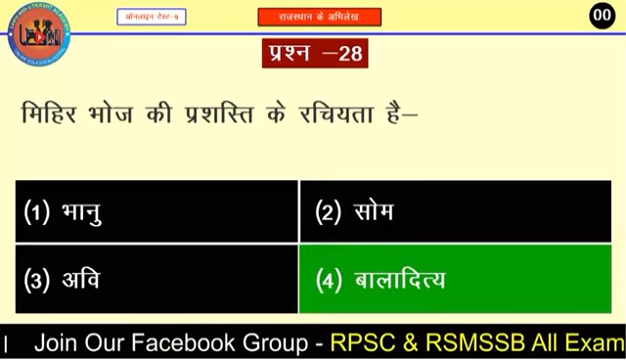 ऑनलाइन टेस्ट-9
राजस्थान के अभिलेख
00
प्रश्न –28
मिहिर भोज की प्रशस्ति के रचियता है–
(1) भानु
(2) सोम
(3) अवि
(4) बालादित्य
Join Our Facebook Group - RPSC & RSMSSB All Exam